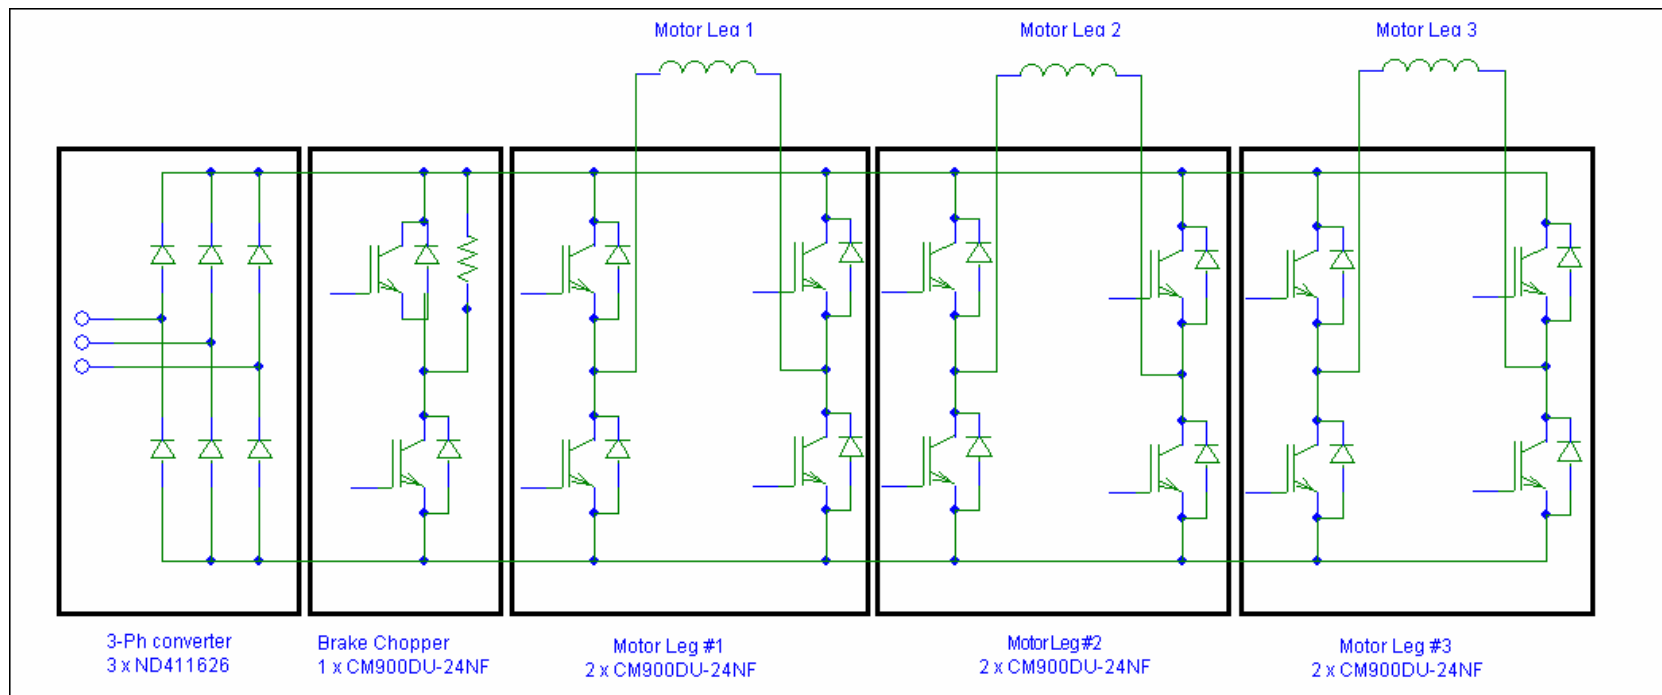 Motor Leg 1
Motor Leg 2
Motor Leg 3
3-Ph converter
3 x ND411626
Brake Chopper
1 x CM900DU-24NF
Motor Leg #1
2 x CM900DU-24NF
Motor Leg #2
2 x CM900DU-24NF
Motor Leg #3
2 x CM900DU-24NF